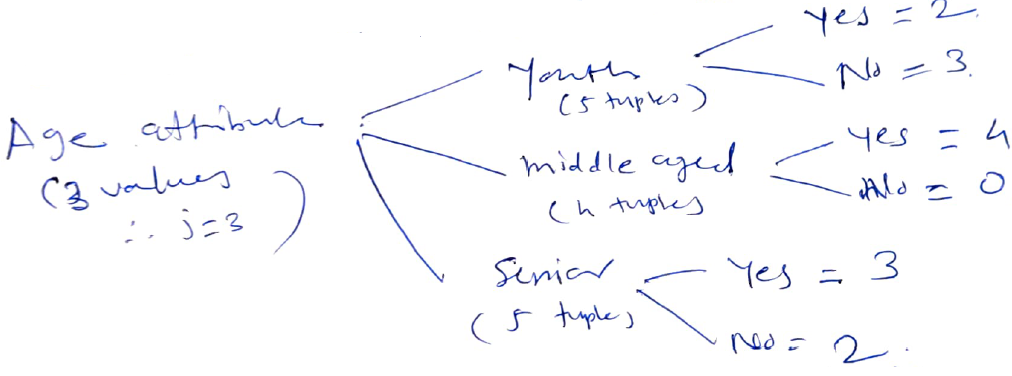 Yes = 2.
Youth
No = 3.
(5 tuples)
Age attribute
(3 values
∴ j=3)
middle aged
Yes = 4
No = 0
(4 tuples
Senior
Yes = 3
(5 tuples
No = 2.